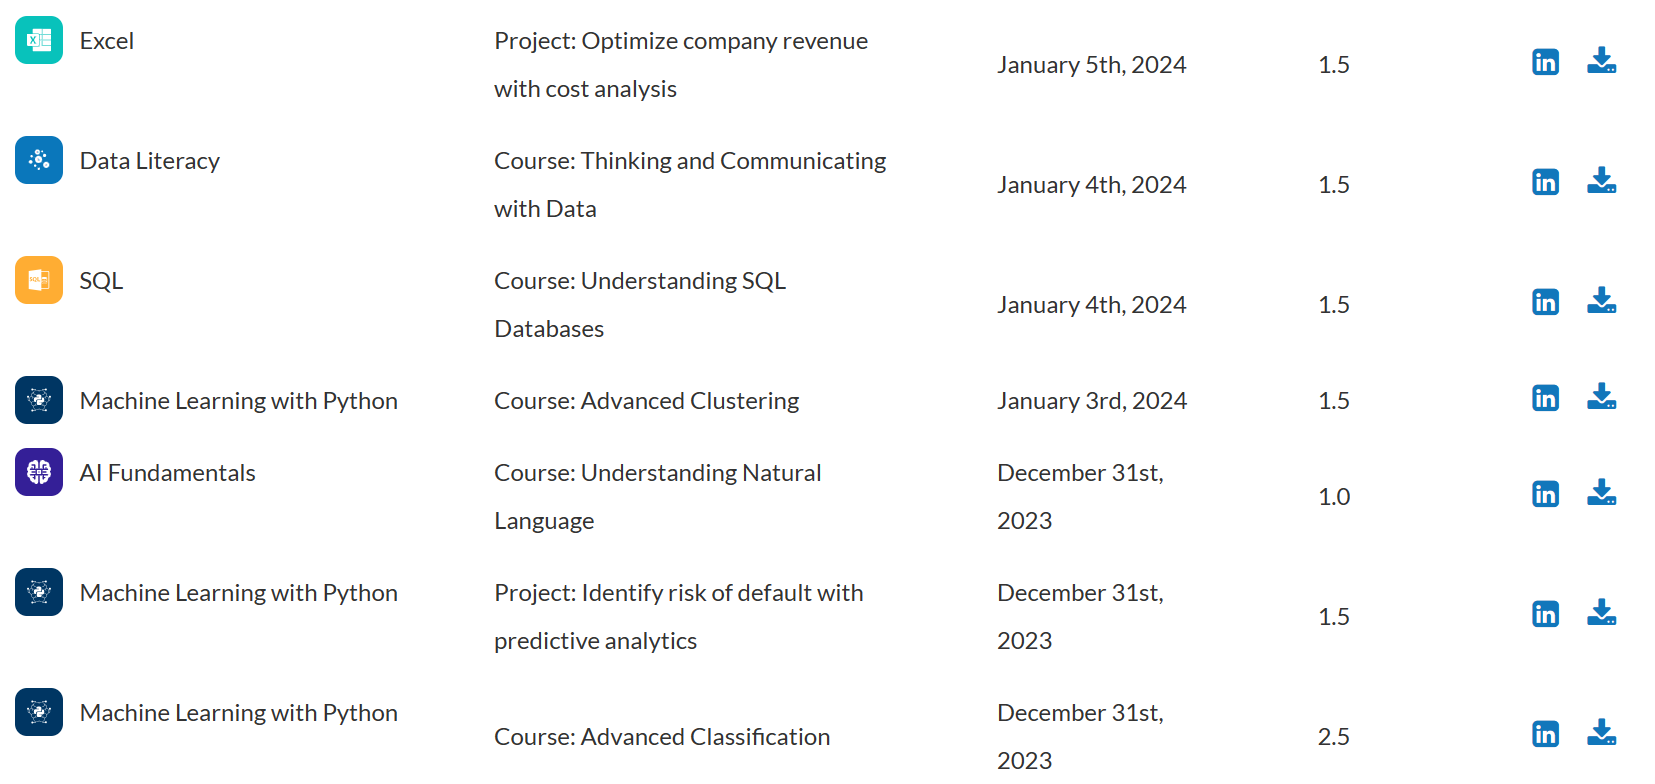 Excel
Project: Optimize company revenue
with cost analysis
January 5th, 2024
1.5
Data Literacy
Course: Thinking and Communicating
with Data
January 4th, 2024
1.5
SQL
Course: Understanding SQL
Databases
January 4th, 2024
1.5
Machine Learning with Python
Course: Advanced Clustering
January 3rd, 2024
1.5
AI Fundamentals
Course: Understanding Natural
Language
December 31st,
2023
1.0
Machine Learning with Python
Project: Identify risk of default with
predictive analytics
December 31st,
2023
1.5
Machine Learning with Python
Course: Advanced Classification
December 31st,
2023
2.5